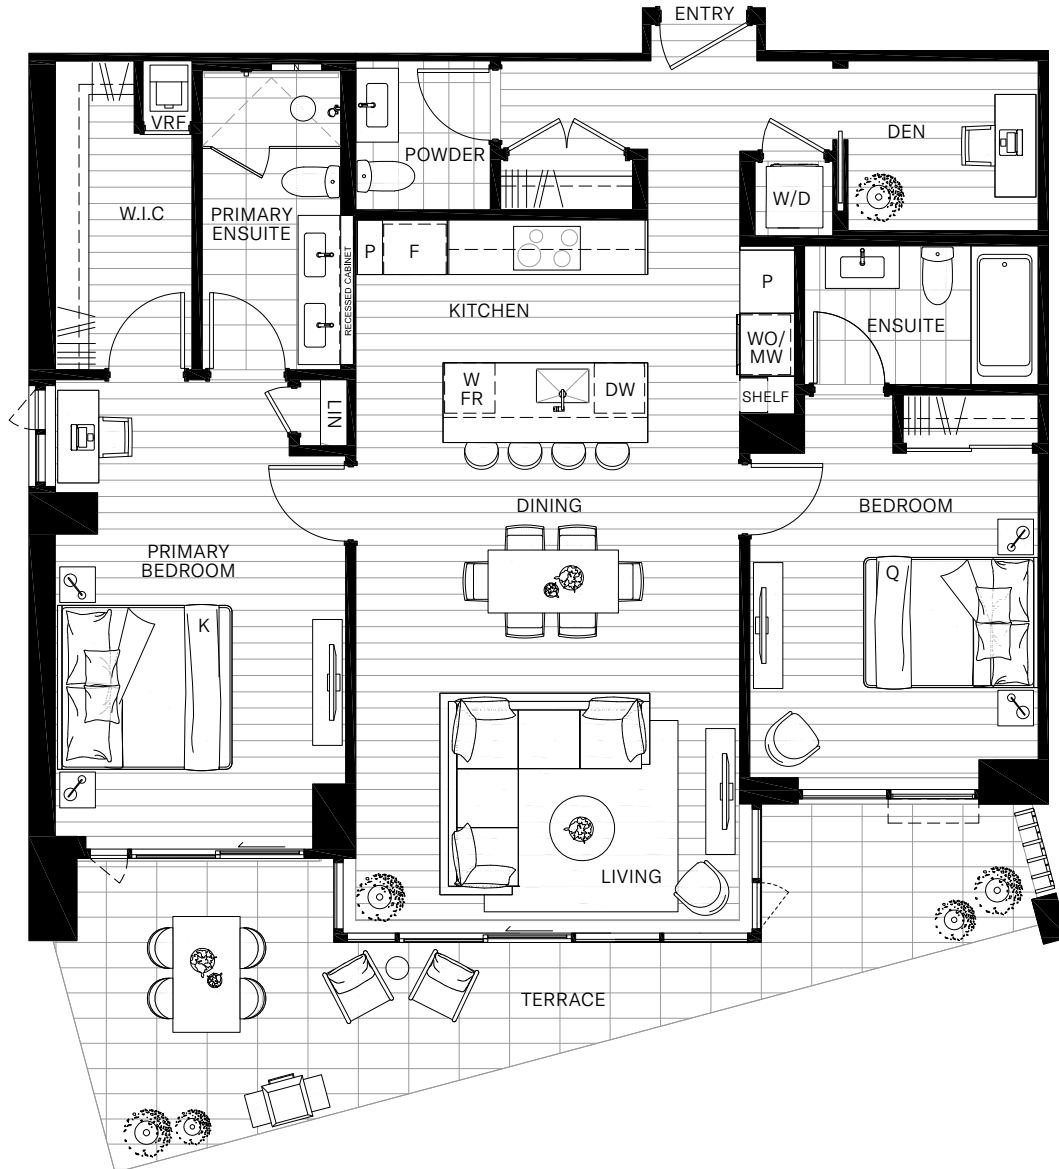 ENTRY
VRF
DEN
POWDER
W/D
W.I.C
PRIMARY
ENSUITE
RECESSED CABINET
P
F
KITCHEN
P
ENSUITE
WO/
MW
SHELF
W
FR
DW
LIN
DINING
BEDROOM
PRIMARY
BEDROOM
Q
K
LIVING
TERRACE